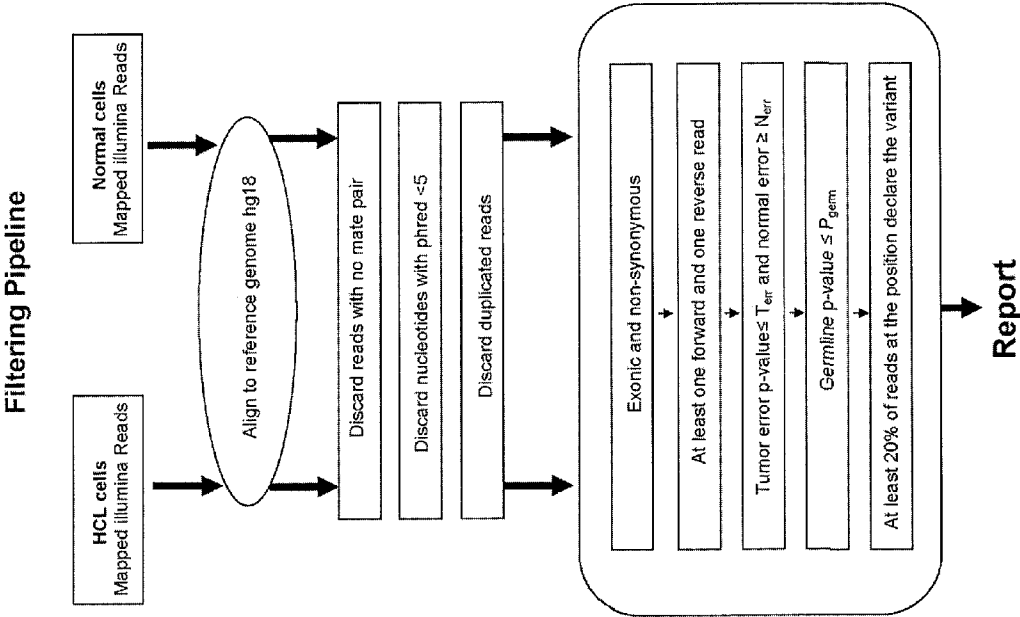 Filtering Pipeline
HCL cells
Mapped illumina Reads
Normal cells
Mapped illumina Reads
Align to reference genome hg18
Discard reads with no mate pair
Discard nucleotides with phred <5
Discard duplicated reads
Exonic and non-synonymous
At least one forward and one reverse read
Tumor error p-value≤ Terr and normal error ≥ Nerr
Germline p-value ≤ Pgerm
At least 20% of reads at the position declare the variant
Report